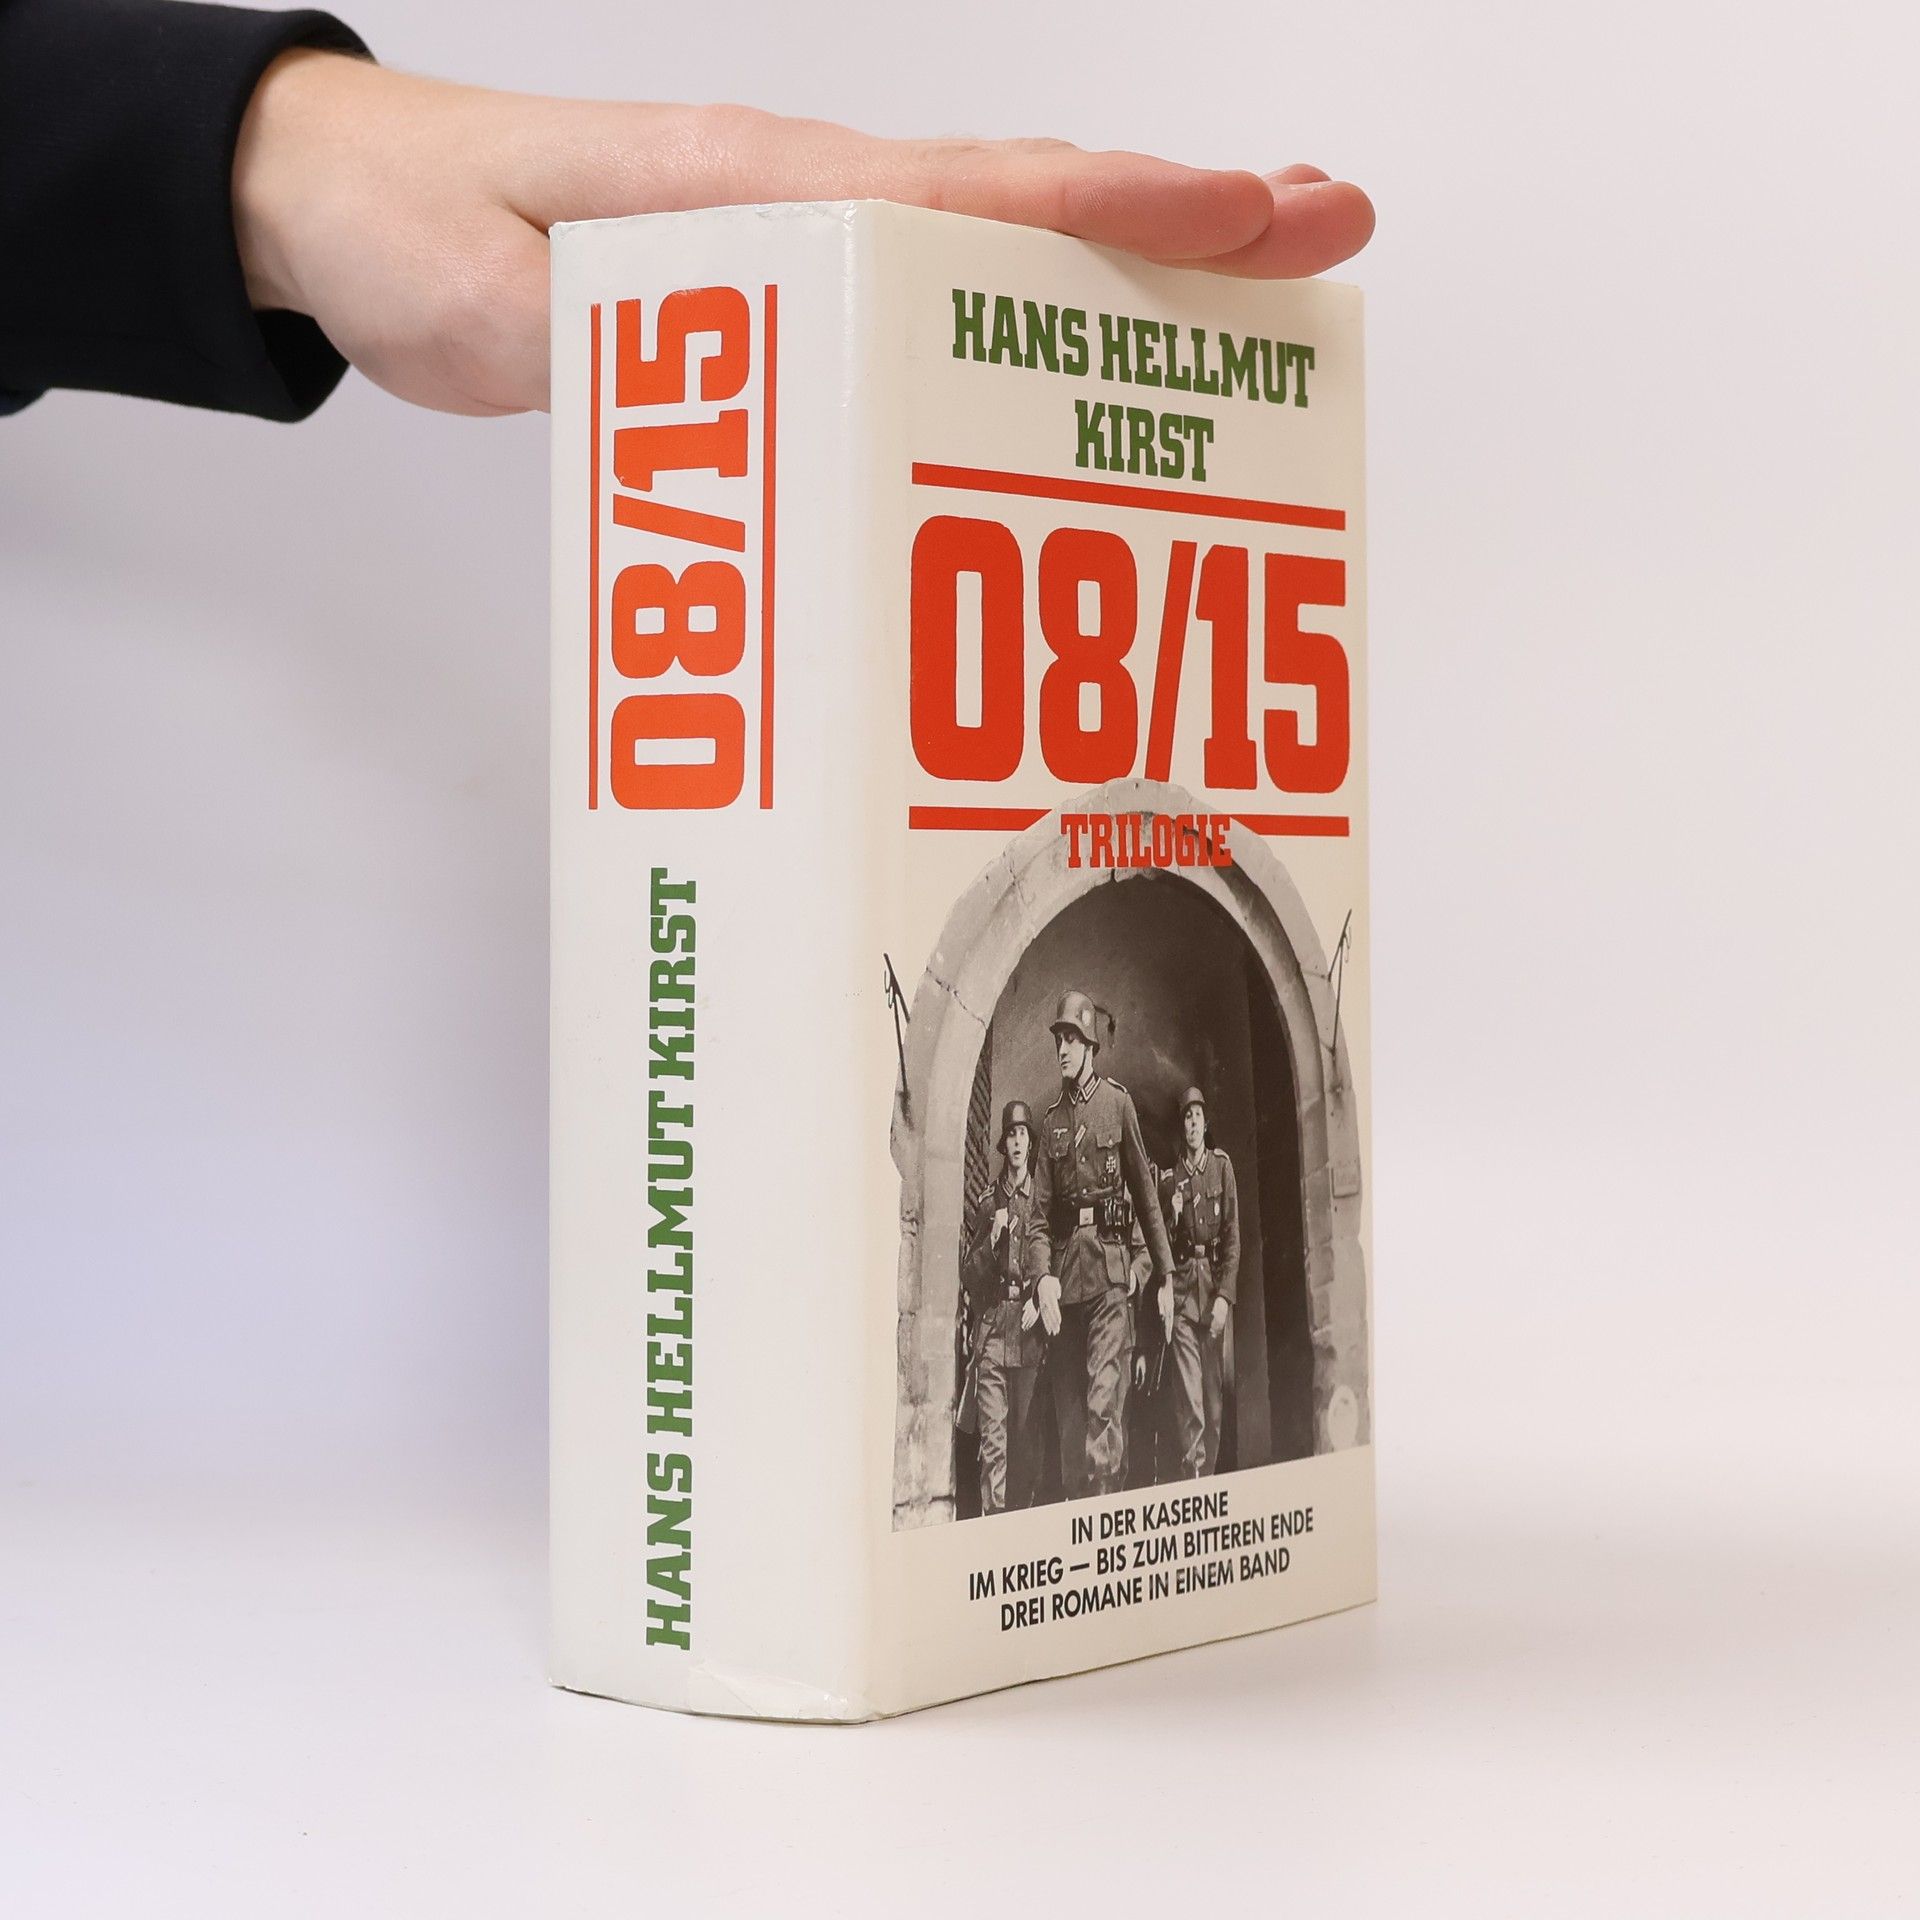 08/15
HANS HELLMUT KIRST
HANS HELLMUT
KIRST
08/15
TRILOGIE
IN DER KASERNE
IM KRIEG — BIS ZUM BITTEREN ENDE
DREI ROMANE IN EINEM BAND